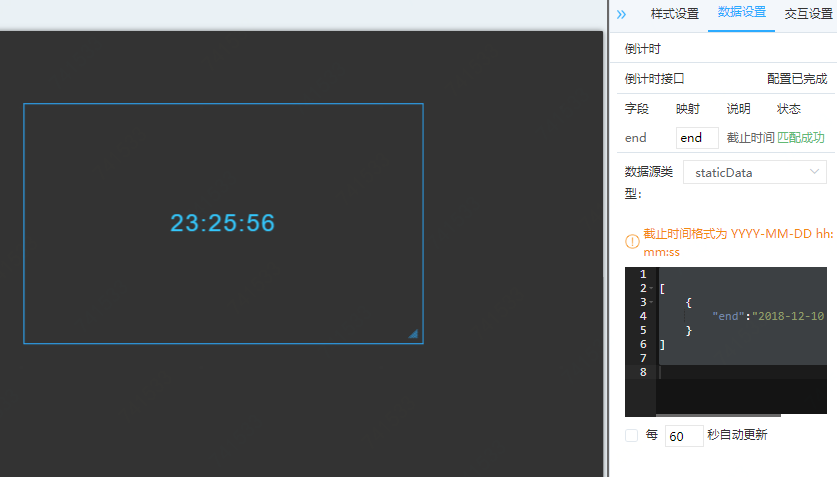 » 样式设置 数据设置 交互设置
倒计时
倒计时接口 配置已完成
字段 映射 说明 状态
end end 截止时间 匹配成功
数据源类 staticData
型：
截止时间格式为 YYYY-MM-DD hh:
mm:ss
1
2 [
3 {
4 "end":"2018-12-10
5 }
6 ]
7
8
每 60 秒自动更新
23:25:56